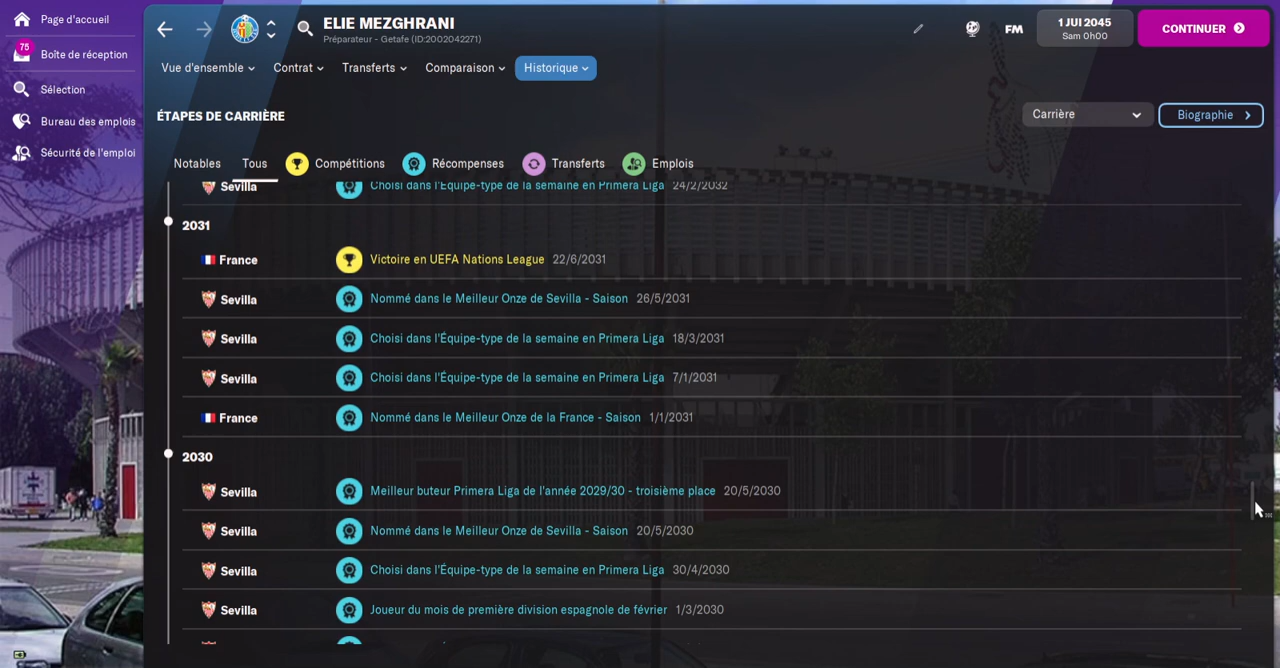 Page d'accueil
75
Boîte de réception
Sélection
Bureau des emplois
Sécurité de l'emploi
ELIE MEZGHRANI
Préparateur - Getafe (ID:2002042271)
FM
1 JUI 2045
Sam 0h00
CONTINUER
Vue d'ensemble
Contrat
Transferts
Comparaison
Historique
ÉTAPES DE CARRIÈRE
Carrière
Biographie
Notables
Tous
Compétitions
Récompenses
Transferts
Emplois
Sevilla Choisi dans l'Équipe-type de la semaine en Primera Liga 24/2/2032
2031
France Victoire en UEFA Nations League 22/6/2031
Sevilla Nommé dans le Meilleur Onze de Sevilla - Saison 26/5/2031
Sevilla Choisi dans l'Équipe-type de la semaine en Primera Liga 18/3/2031
Sevilla Choisi dans l'Équipe-type de la semaine en Primera Liga 7/1/2031
France Nommé dans le Meilleur Onze de la France - Saison 1/1/2031
2030
Sevilla Meilleur buteur Primera Liga de l'année 2029/30 - troisième place 20/5/2030
Sevilla Nommé dans le Meilleur Onze de Sevilla - Saison 20/5/2030
Sevilla Choisi dans l'Équipe-type de la semaine en Primera Liga 30/4/2030
Sevilla Joueur du mois de première division espagnole de février 1/3/2030